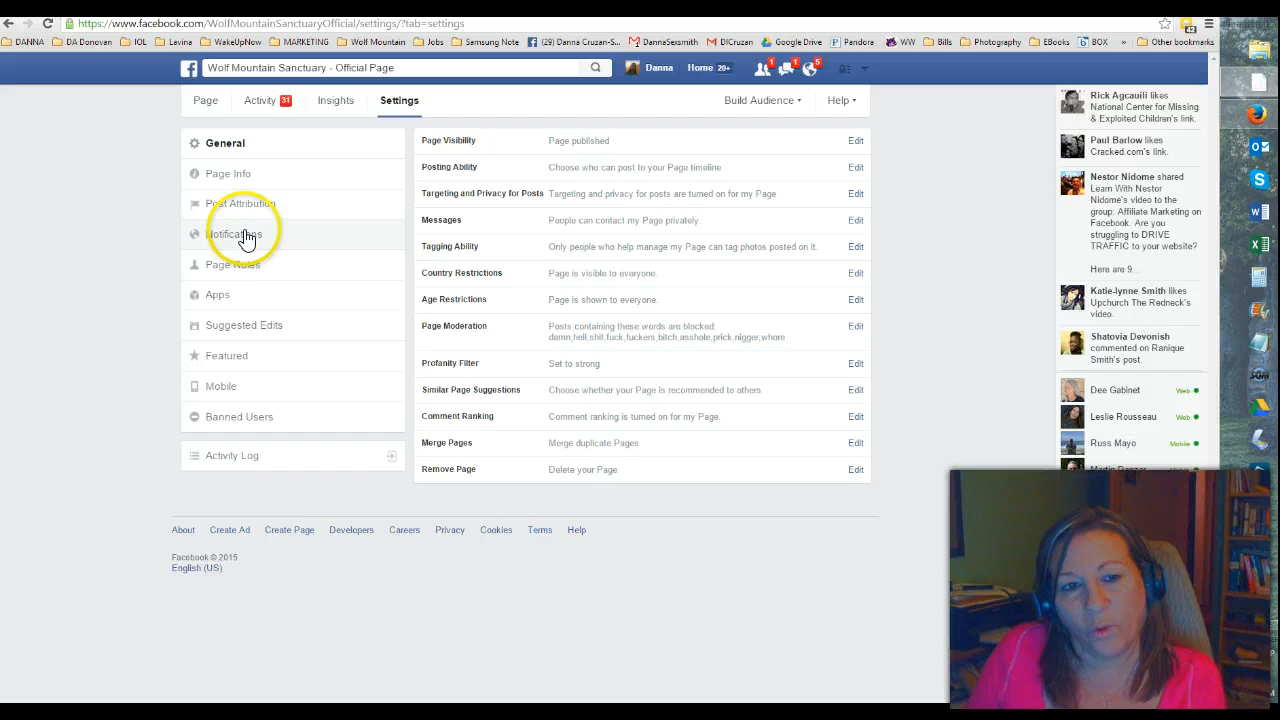 https://www.facebook.com/WolfMountainSanctuaryOfficial/settings/?tab=settings
42
DANNA DA Donovan IOL Lavina WakeUpNow MARKETING Wolf Mountain Jobs Samsung Note (29) Danna Cruzan-S... DannaSexsmith DICruzan Google Drive Pandora WW Bills Photography EBooks BOX » Other bookmarks
Wolf Mountain Sanctuary - Official Page Danna Home 20+ 1 1 5
Page Activity 31 Insights Settings Build Audience Help
General
Page Info
Post Attribution
Notifications
Page Roles
Apps
Suggested Edits
Featured
Mobile
Banned Users
Activity Log
Page Visibility Page published Edit
Posting Ability Choose who can post to your Page timeline Edit
Targeting and Privacy for Posts Targeting and privacy for posts are turned on for my Page Edit
Messages People can contact my Page privately. Edit
Tagging Ability Only people who help manage my Page can tag photos posted on it. Edit
Country Restrictions Page is visible to everyone. Edit
Age Restrictions Page is shown to everyone. Edit
Page Moderation Posts containing these words are blocked: Edit
damn,hell,shit,fuck,fuckers,bitch,asshole,prick,nigger,whore
Profanity Filter Set to strong Edit
Similar Page Suggestions Choose whether your Page is recommended to others Edit
Comment Ranking Comment ranking is turned on for my Page. Edit
Merge Pages Merge duplicate Pages Edit
Remove Page Delete your Page Edit
Rick Agcauili likes
National Center for Missing
& Exploited Children's link.
Paul Barlow likes
Cracked.com's link.
Nestor Nidome shared
Learn With Nestor
Nidome's video to the
group: Affiliate Marketing on
Facebook. Are you
struggling to DRIVE
TRAFFIC to your website?
Here are 9...
Katie-lynne Smith likes
Upchurch The Redneck's
video.
Shatovia Devonish
commented on Ranique
Smith's post.
Dee Gabinet Web
Leslie Rousseau Web
Russ Mayo Mobile
About Create Ad Create Page Developers Careers Privacy Cookies Terms Help
Facebook © 2015
English (US)